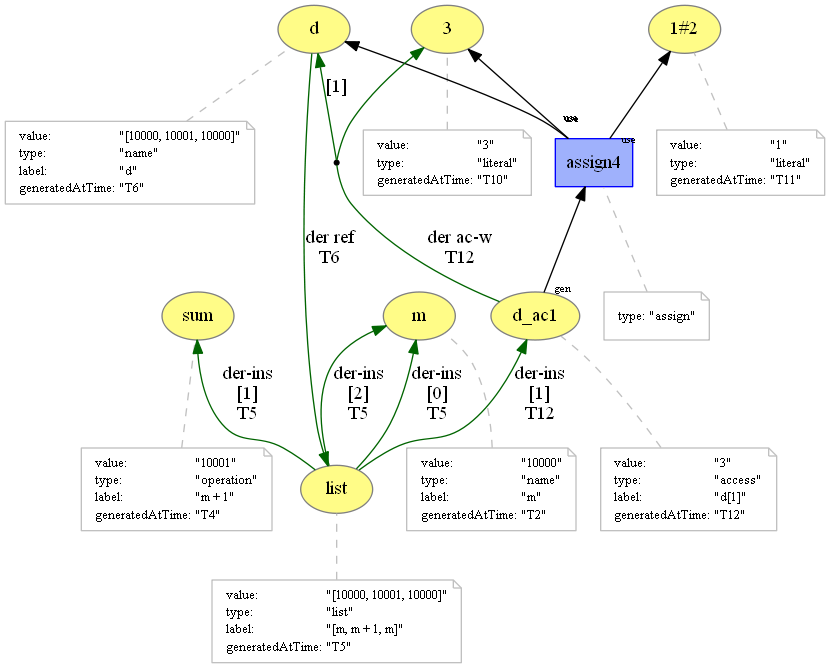 d
3
1#2
[1]
use
use
value: "[10000, 10001, 10000]"
type: "name"
label: "d"
generatedAtTime: "T6"
value: "3"
type: "literal"
generatedAtTime: "T10"
assign4
value: "1"
type: "literal"
generatedAtTime: "T11"
der ref
T6
der ac-w
T12
gen
sum
m
d_ac1
type: "assign"
der-ins
[1]
T5
der-ins
[2]
T5
der-ins
[0]
T5
der-ins
[1]
T12
value: "10001"
type: "operation"
label: "m + 1"
generatedAtTime: "T4"
list
value: "10000"
type: "name"
label: "m"
generatedAtTime: "T2"
value: "3"
type: "access"
label: "d[1]"
generatedAtTime: "T12"
value: "[10000, 10001, 10000]"
type: "list"
label: "[m, m + 1, m]"
generatedAtTime: "T5"